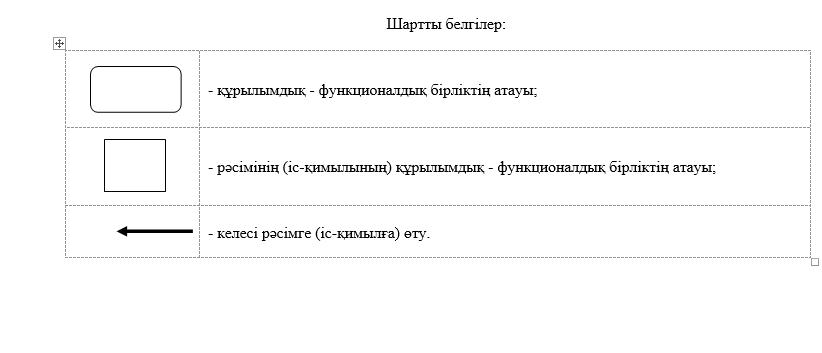 Шартты белгілер:
- құрылымдық - функционалдық бірліктің атауы;
- рәсімінің (іс-қимылының) құрылымдық - функционалдық бірліктің атауы;
- келесі рәсімге (іс-қимылға) өту.